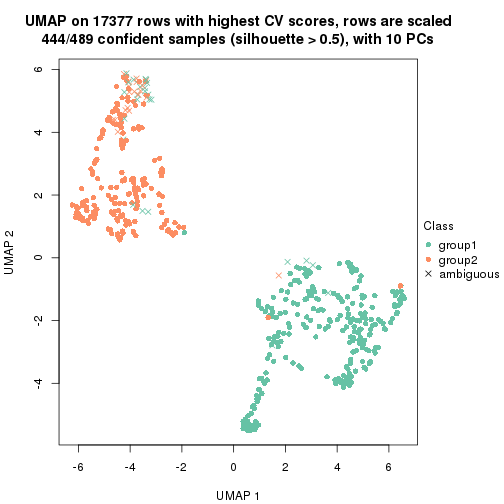 UMAP on 17377 rows with highest CV scores, rows are scaled
444/489 confident samples (silhouette > 0.5), with 10 PCs
6
4
2
0
-2
-4
UMAP 2
-6
-4
-2
0
2
4
6
UMAP 1
Class
group1
group2
ambiguous